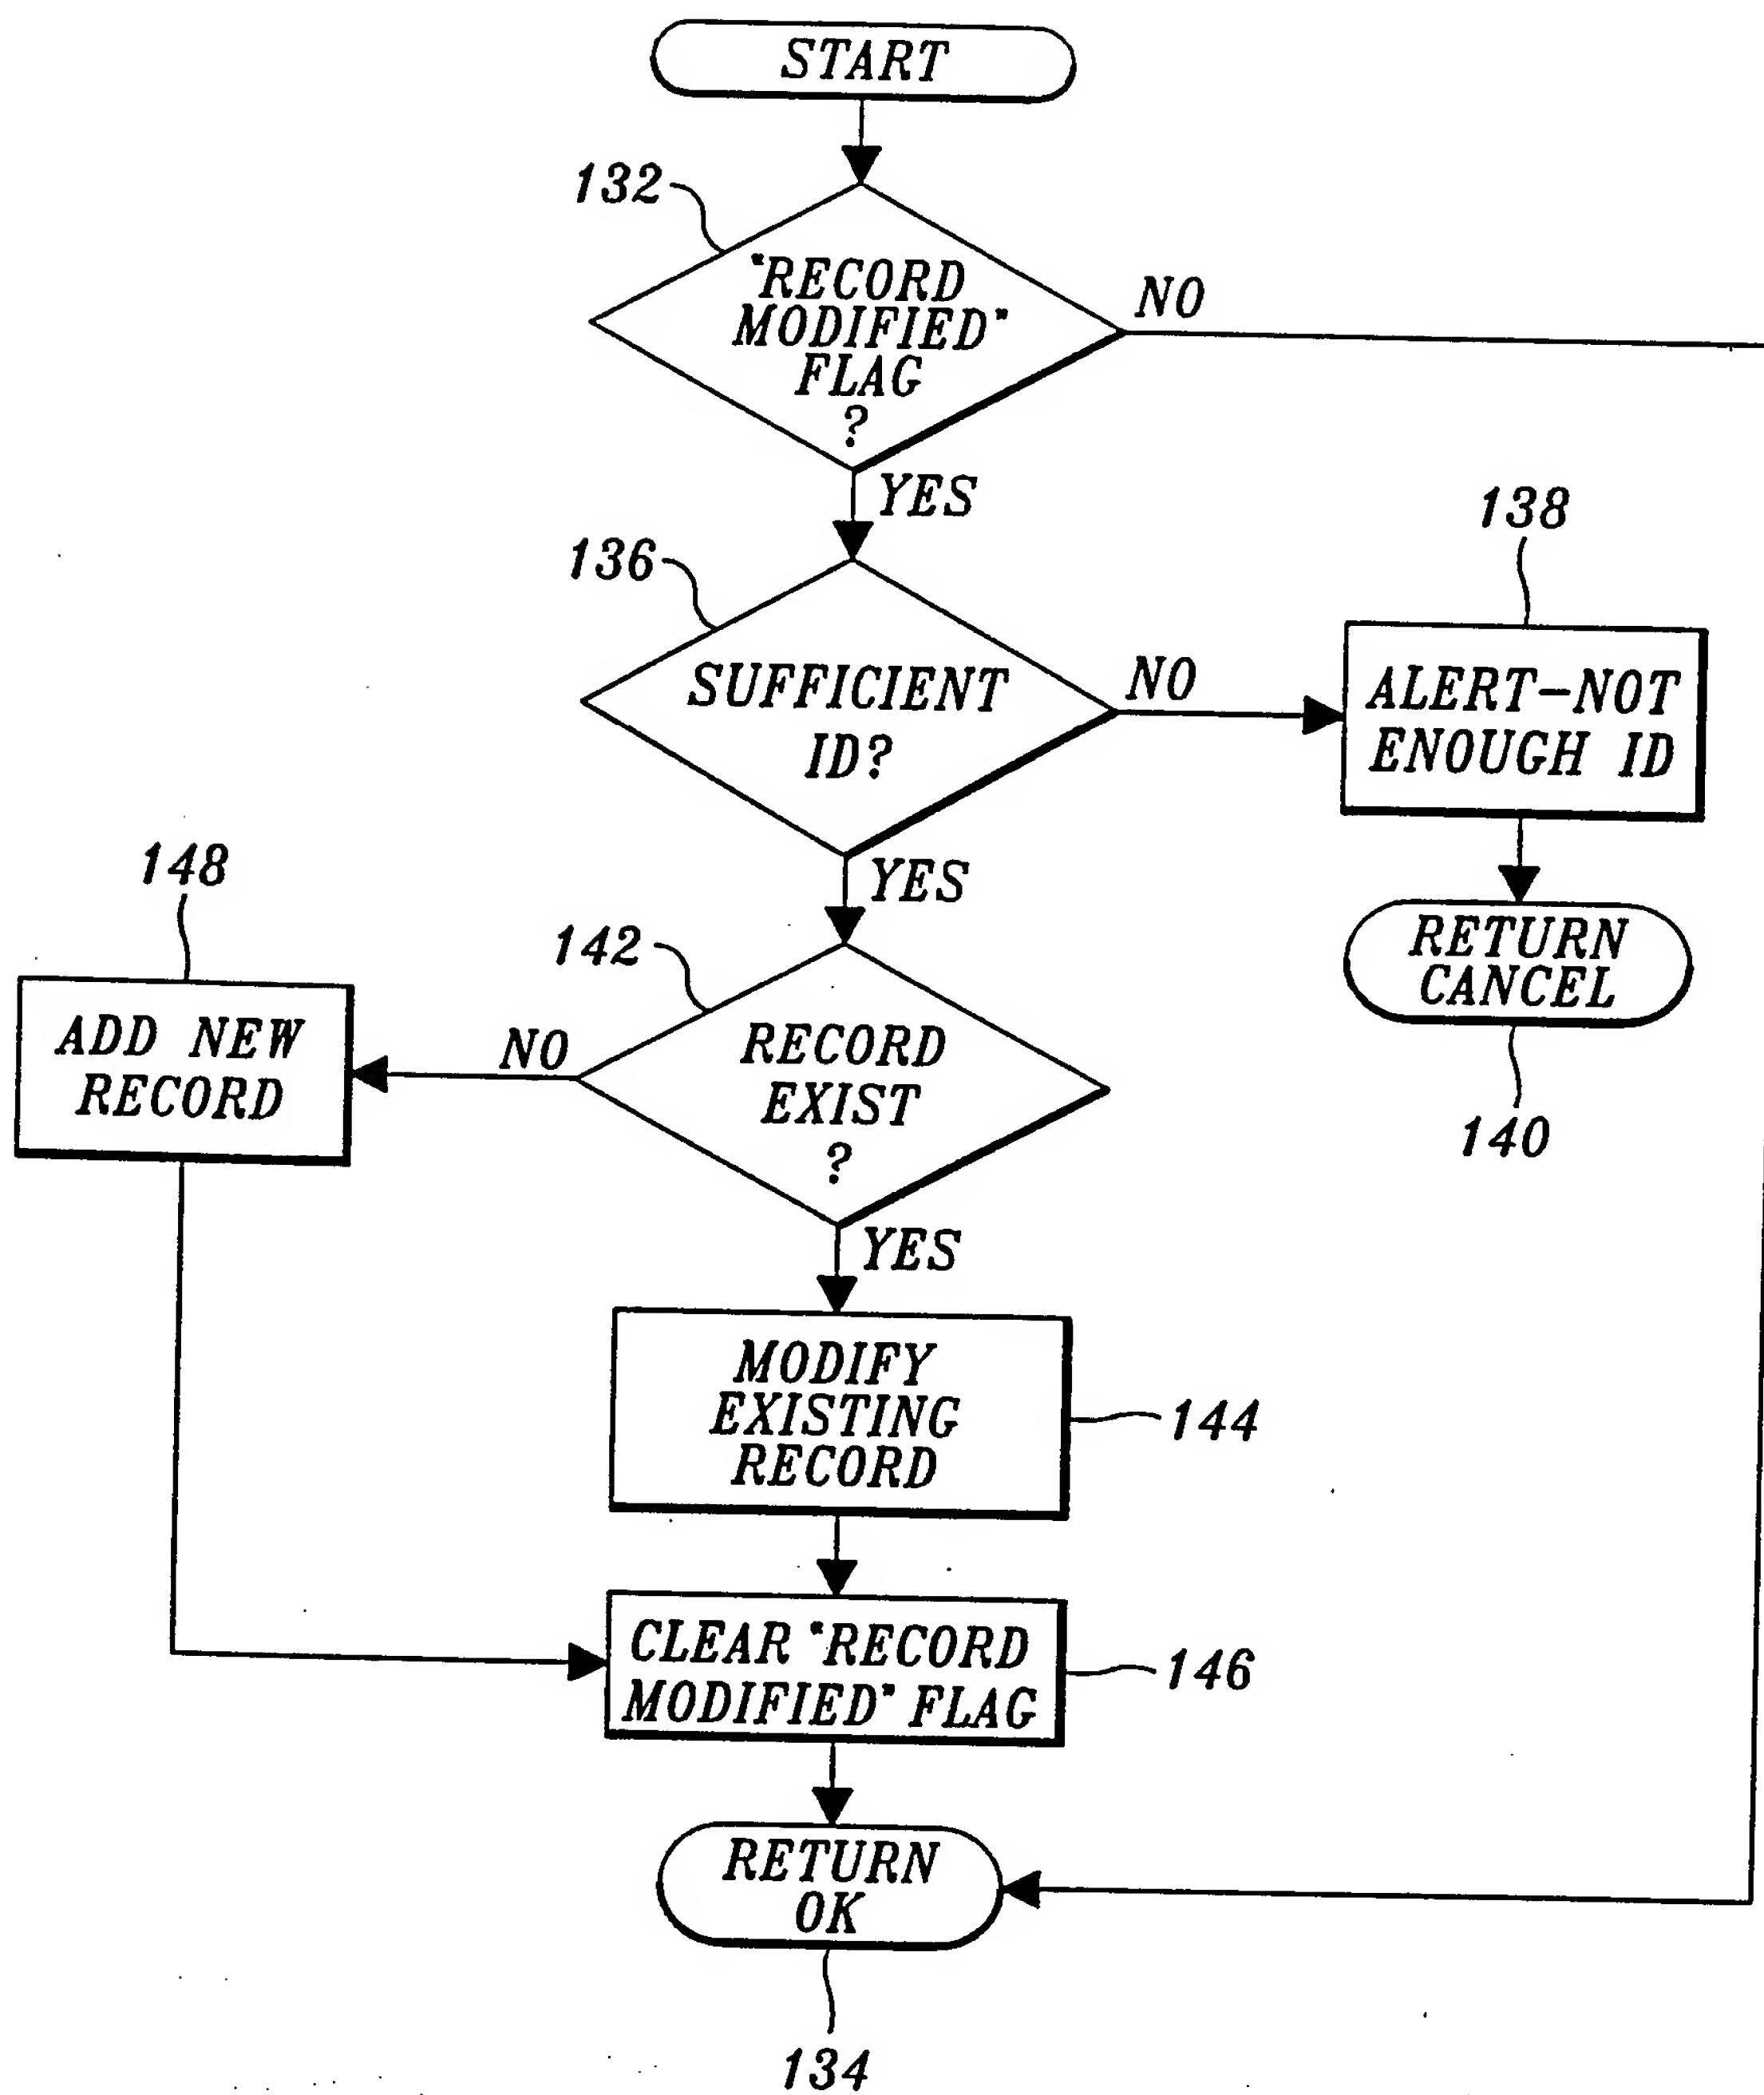 START
132
"RECORD
MODIFIED"
FLAG
?
NO
YES
138
136
SUFFICIENT
ID?
NO
ALERT-NOT
ENOUGH ID
YES
148
142
RETURN
CANCEL
ADD NEW
RECORD
NO
RECORD
EXIST
?
140
YES
MODIFY
EXISTING
RECORD
144
CLEAR "RECORD
MODIFIED" FLAG
146
RETURN
OK
134